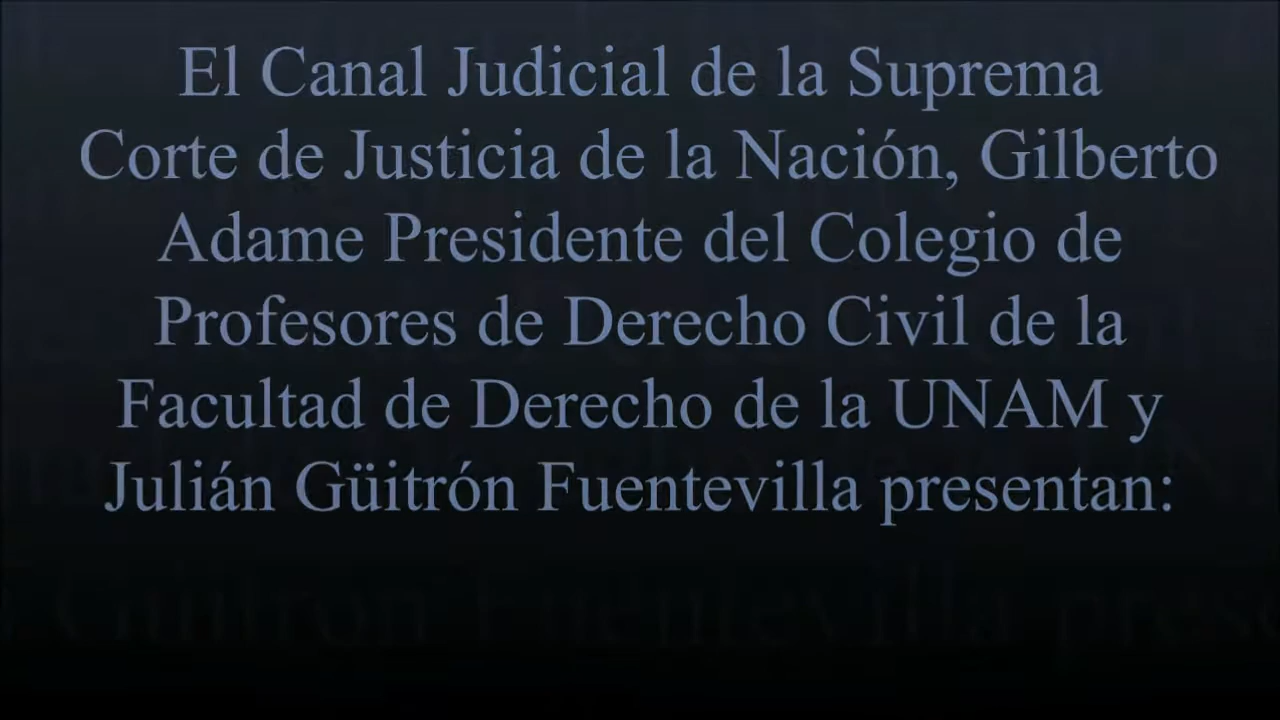 El Canal Judicial de la Suprema
Corte de Justicia de la Nación, Gilberto
Adame Presidente del Colegio de
Profesores de Derecho Civil de la
Facultad de Derecho de la UNAM y
Julián Güitrón Fuentevilla presentan: